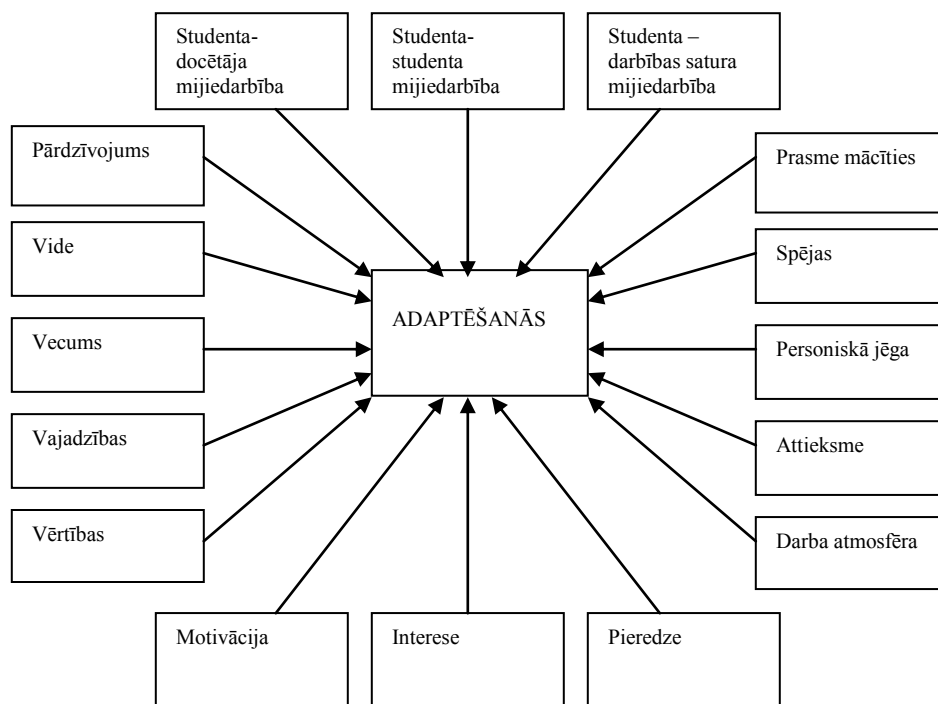 Studenta-
docētāja
mijiedarbība
Studenta-
studenta
mijiedarbība
Studenta –
darbības satura
mijiedarbība
Pārdzīvojums
Prasme mācīties
Vide
Spējas
ADAPTĒŠANĀS
Vecums
Personiskā jēga
Vajadzības
Attieksme
Vērtības
Darba atmosfēra
Motivācija
Interese
Pieredze